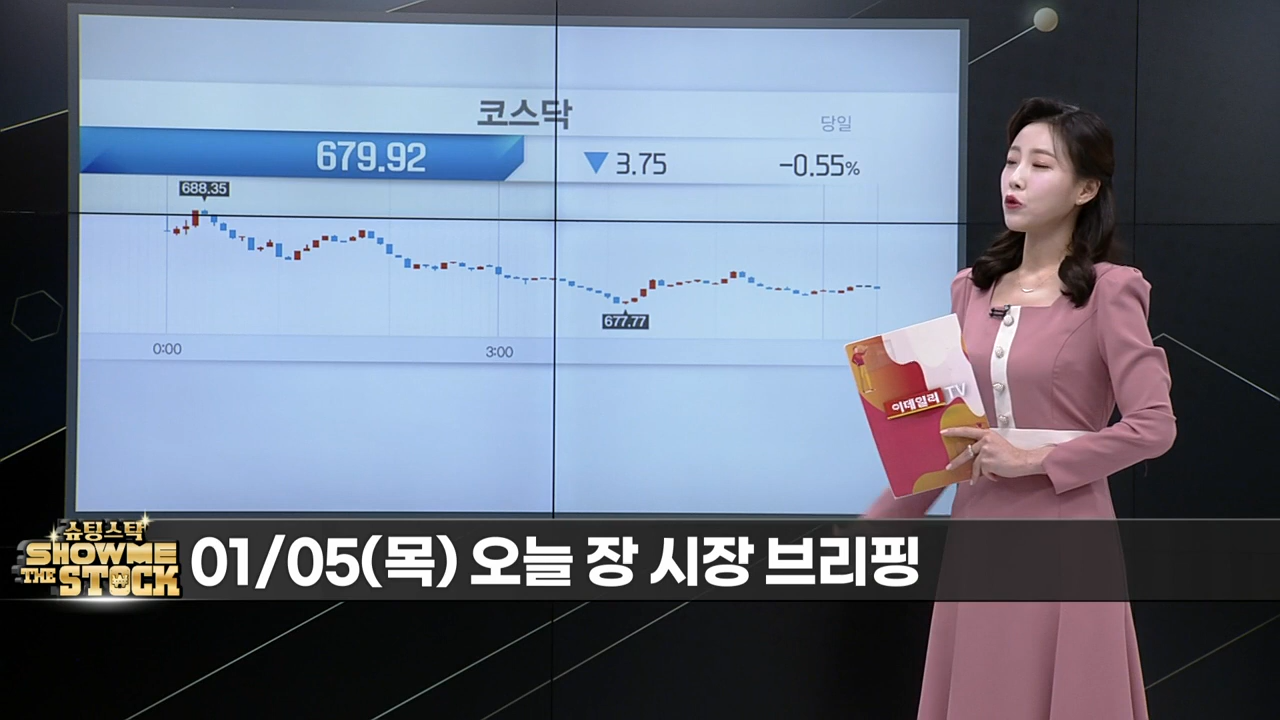 코스닥
당일
679.92 ▼ 3.75 -0.55%
688.35
677.77
0:00 3:00
이데일리 TV
슈팅스탁
SHOW ME
THE STOCK
01/05(목) 오늘 장 시장 브리핑